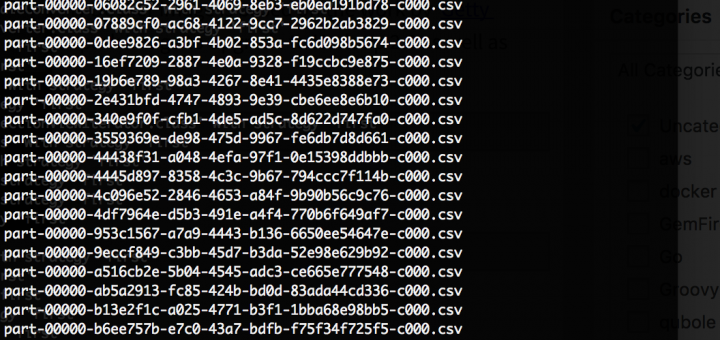 part-00000-06082c52-2961-4069-8eb3-eb0ea191bd78-c000.csv
part-00000-07889cf0-ac68-4122-9cc7-2962b2ab3829-c000.csv
part-00000-0dee9826-a3bf-4b02-853a-fc6d098b5674-c000.csv
part-00000-16ef7209-2887-4e0a-9328-f19ccbc9e875-c000.csv
part-00000-19b6e789-98a3-4267-8e41-4435e8388e73-c000.csv
part-00000-2e431bfd-4747-4893-9e39-cbe6ee8e6b10-c000.csv
part-00000-340e9f0f-cfb1-4de5-ad5c-8d622d747fa0-c000.csv
part-00000-3559369e-de98-475d-9967-fe6db7d8d661-c000.csv
part-00000-44438f31-a048-4efa-97f1-0e15398ddbbb-c000.csv
part-00000-4445d897-8358-4c3c-9b67-794ccc7f114b-c000.csv
part-00000-4c096e52-2846-4653-a84f-9b90b56c9c76-c000.csv
part-00000-4df7964e-d5b3-491e-a4f4-770b6f649af7-c000.csv
part-00000-953c1567-a7a9-4443-b136-6650ee54647e-c000.csv
part-00000-9eccf849-c3bb-45d7-b3da-52e98e629b92-c000.csv
part-00000-a516cb2e-5b04-4545-adc3-ce665e777548-c000.csv
part-00000-ab5a2913-fc85-424b-bd0d-83ada44cd336-c000.csv
part-00000-b13e2f1c-a025-4771-b3f1-1bba68e98bb5-c000.csv
part-00000-b6ee757b-e7c0-43a7-bdfb-f75f34f725f5-c000.csv
Categories
All Categorie
Uncate
aws
docker
GemFir
Go
Groovy
qubole